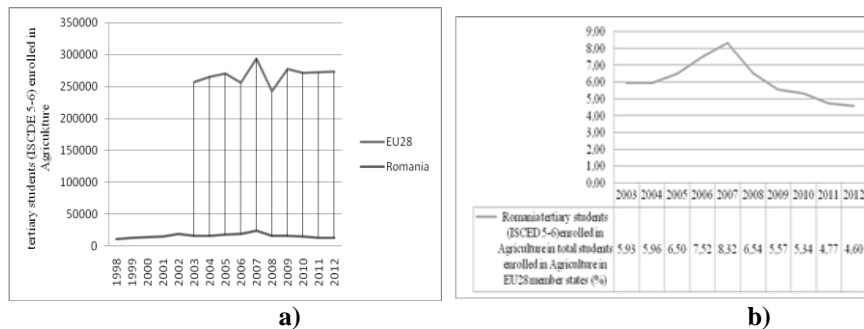 350000
300000
250000
200000
150000
100000
50000
0
tertiary students (ISCDE 5-6) enrolled in
Agricukture
1998
1999
2000
2001
2002
2003
2004
2005
2006
2007
2008
2009
2010
2011
2012
EU28
Romania
a)
9,00
8,00
7,00
6,00
5,00
4,00
3,00
2,00
1,00
0,00
2003 2004 2005 2006 2007 2008 2009 2010 2011 2012
Romania tertiary students
(ISCED 5-6) enrolled in
Agriculture in total students
enrolled in Agriculture in
EU28 member states (%)
5,93 5,96 6,50 7,52 8,32 6,54 5,57 5,34 4,77 4,60
b)